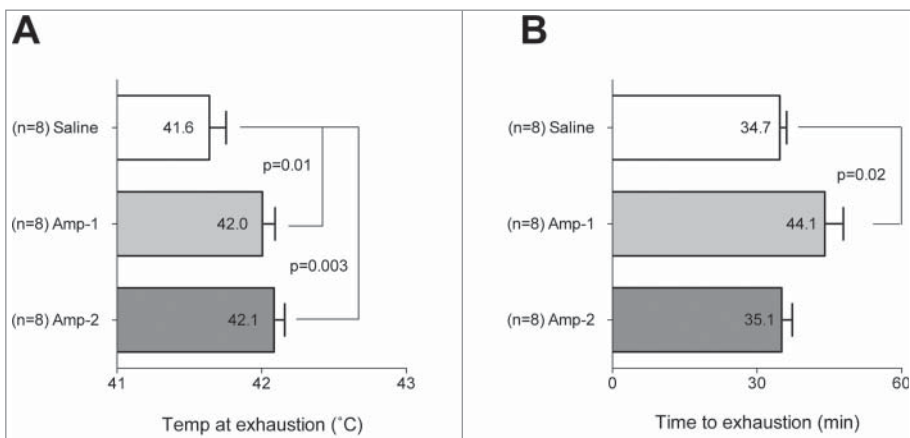 A
(n=8) Saline
41.6
p=0.01
(n=8) Amp-1
42.0
p=0.003
(n=8) Amp-2
42.1
41 42 43
Temp at exhaustion (˚C)
B
(n=8) Saline
34.7
p=0.02
(n=8) Amp-1
44.1
(n=8) Amp-2
35.1
0 30 60
Time to exhaustion (min)